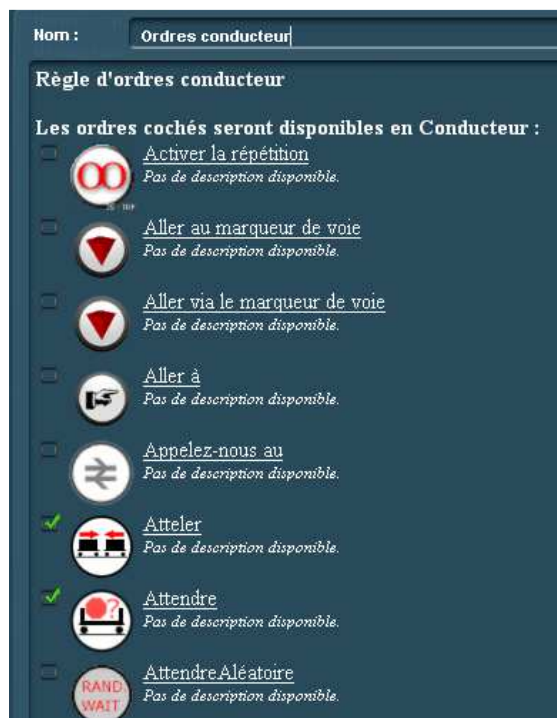 Nom :
Ordres conducteur
Règle d'ordres conducteur
Les ordres cochés seront disponibles en Conducteur :
Activer la répétition
Pas de description disponible.
Aller au marqueur de voie
Pas de description disponible.
Aller via le marqueur de voie
Pas de description disponible.
Aller à
Pas de description disponible.
Appelez-nous au
Pas de description disponible.
Atteler
Pas de description disponible.
?
Attendre
Pas de description disponible.
RAND
WAIT
AttendreAléatoire
Pas de description disponible.